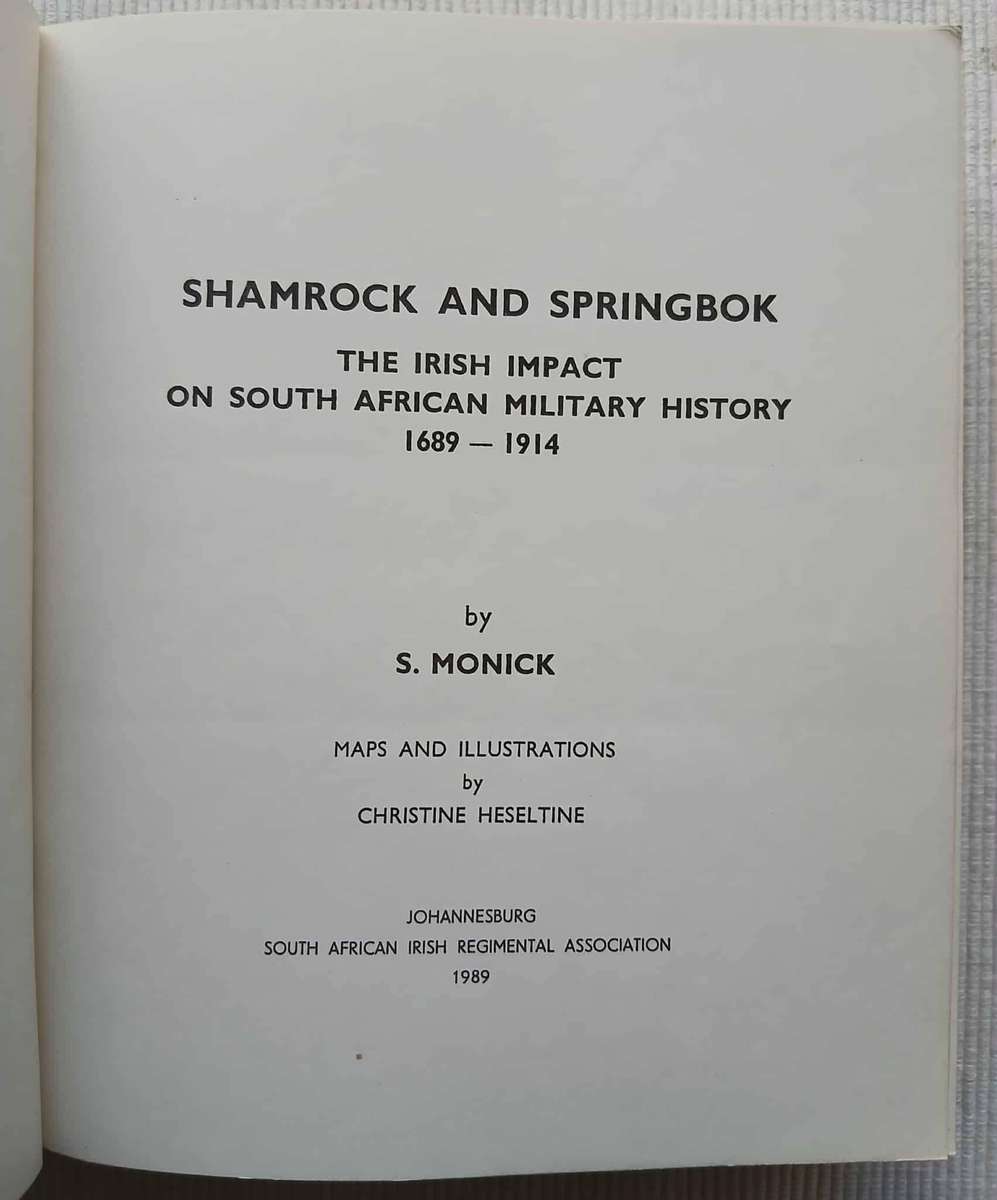 SHAMROCK AND SPRINGBOK
THE IRISH IMPACT
ON SOUTH AFRICAN MILITARY HISTORY
1689 — 1914
by
S. MONICK
MAPS AND ILLUSTRATIONS
by
CHRISTINE HESELTINE
JOHANNESBURG
SOUTH AFRICAN IRISH REGIMENTAL ASSOCIATION
1989